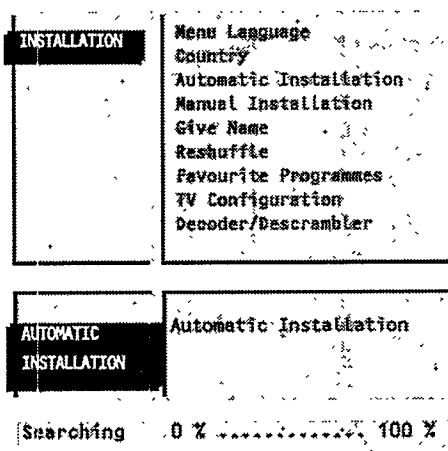 INSTALLATION
Menu Language
Country
Automatic Installation
Manual Installation
Give Name
Reshuffle
Favourite Programmes
TV Configuration
Decoder/Descrambler
AUTOMATIC
INSTALLATION
Automatic Installation
Searching 0 % ............. 100 %